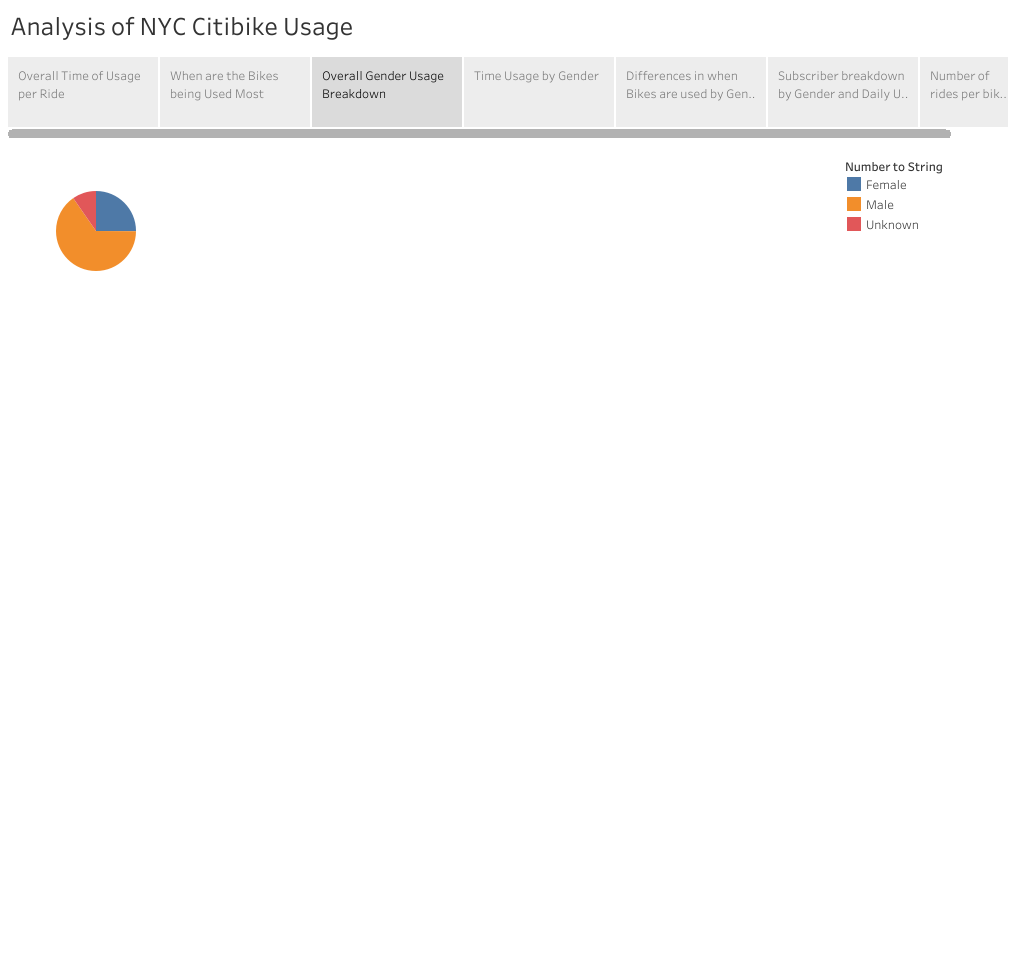 Analysis of NYC Citibike Usage
Overall Time of Usage
per Ride
When are the Bikes
being Used Most
Overall Gender Usage
Breakdown
Time Usage by Gender
Differences in when
Bikes are used by Gen..
Subscriber breakdown
by Gender and Daily U..
Number of
rides per bik..
Number to String
Female
Male
Unknown